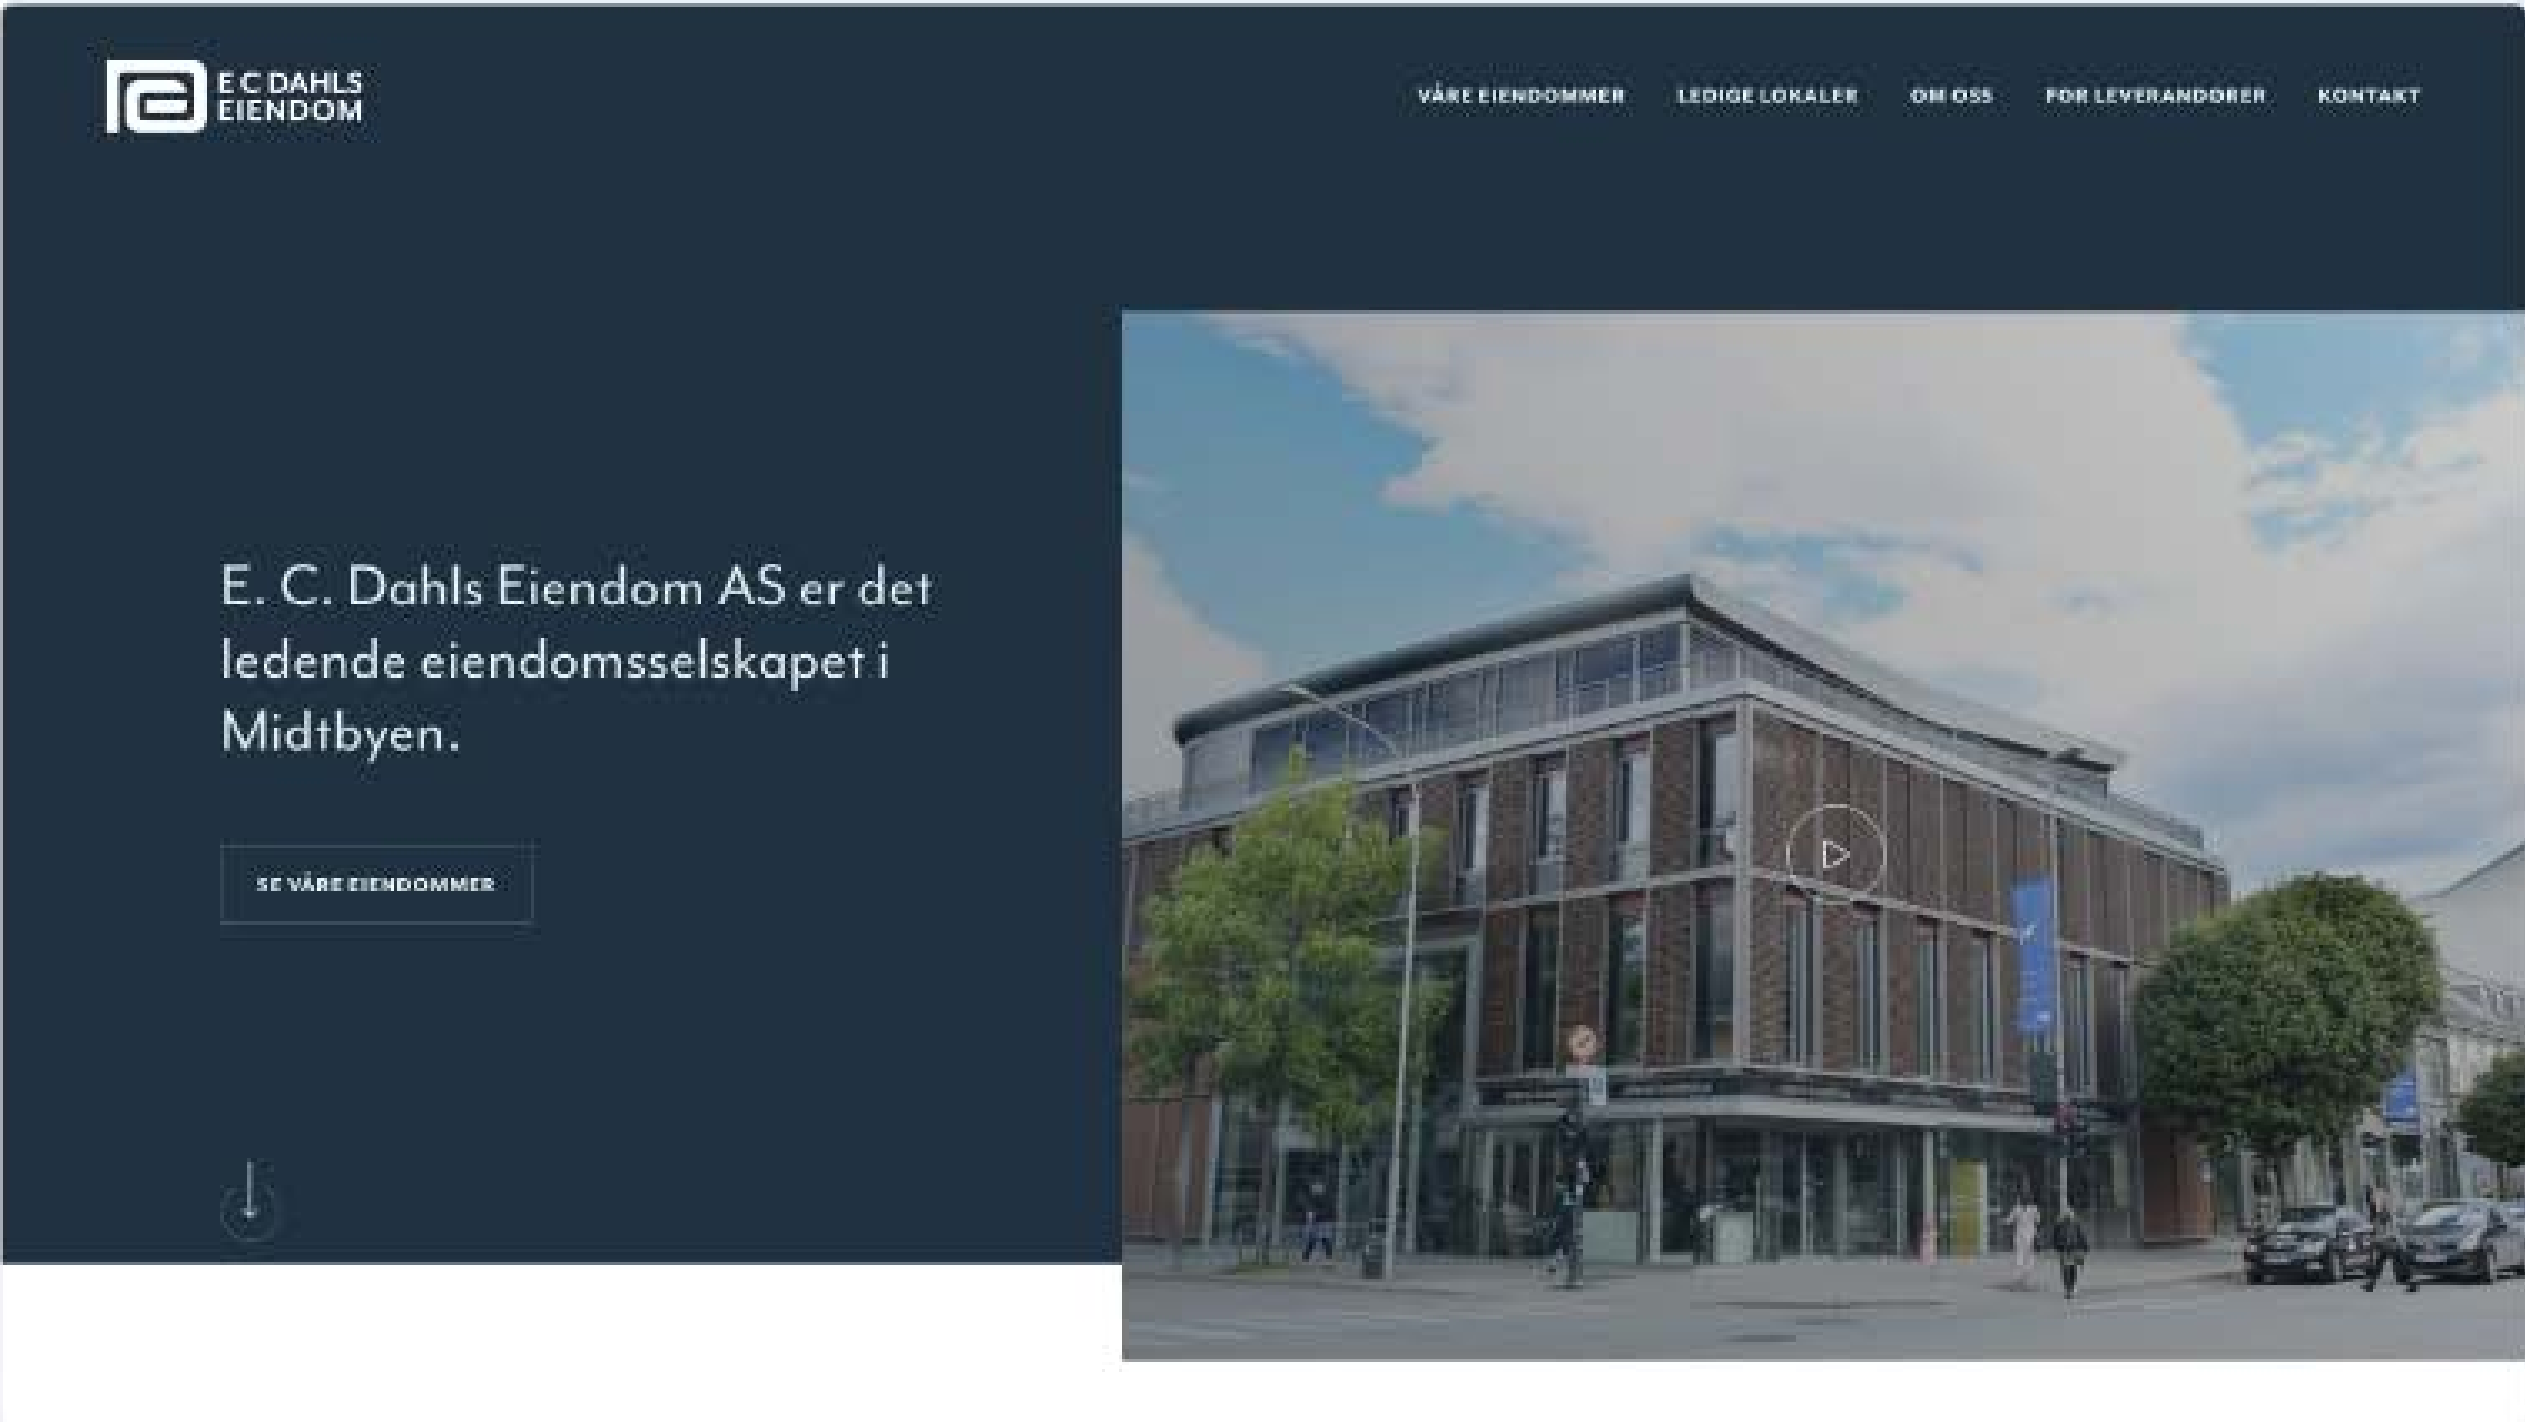 E C DAHLS
EIENDOM
VÅRE EIENDOMMER LEDIGE LOKALER OM OSS FOR LEVERANDØRER KONTAKT
E. C. Dahls Eiendom AS er det
ledende eiendomsselskapet i
Midtbyen.
SE VÅRE EIENDOMMER